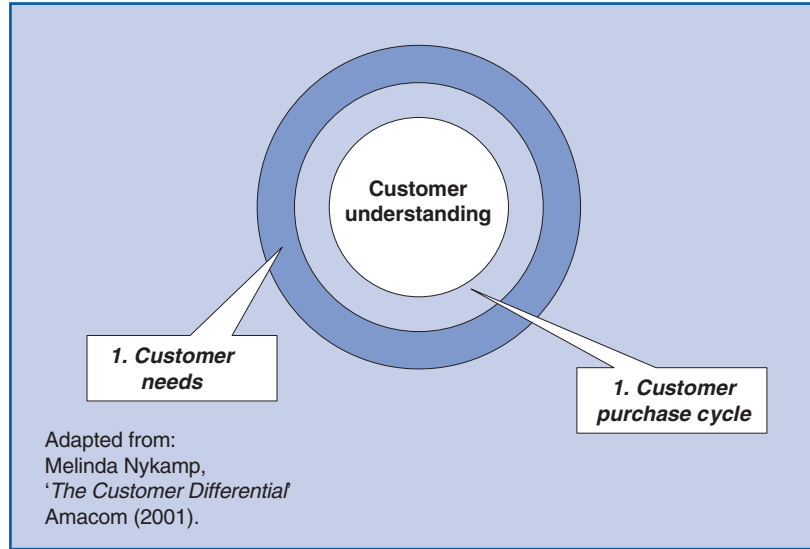 Customer
understanding
1. Customer
needs
1. Customer
purchase cycle
Adapted from:
Melinda Nykamp,
‘The Customer Differential’
Amacom (2001).